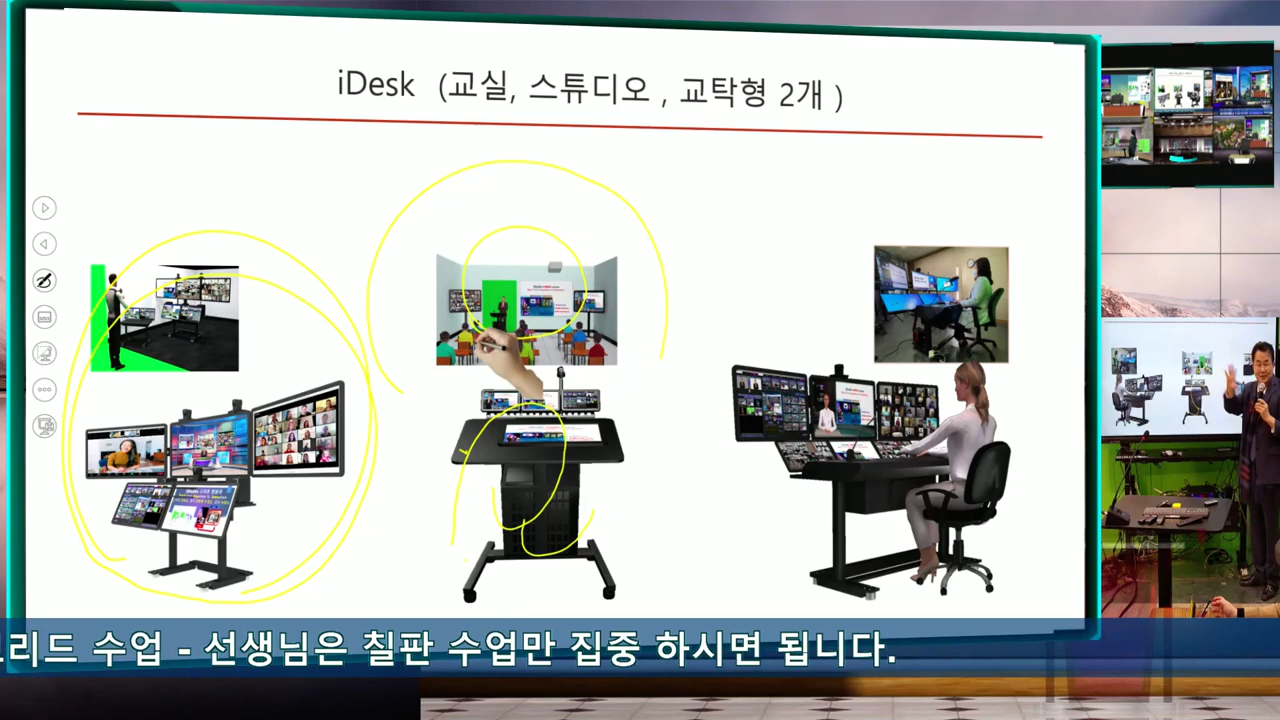 iDesk (교실, 스튜디오 , 교탁형 2개 )
리드 수업 - 선생님은 칠판 수업만 집중 하시면 됩니다.